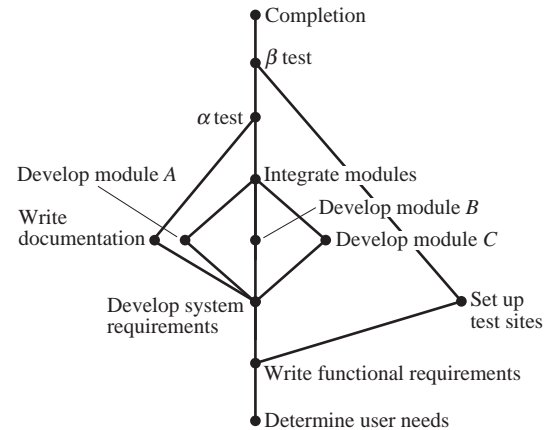 Completion
β test
α test
Develop module A
Integrate modules
Develop module B
Write
documentation
Develop module C
Develop system
requirements
Set up
test sites
Write functional requirements
Determine user needs